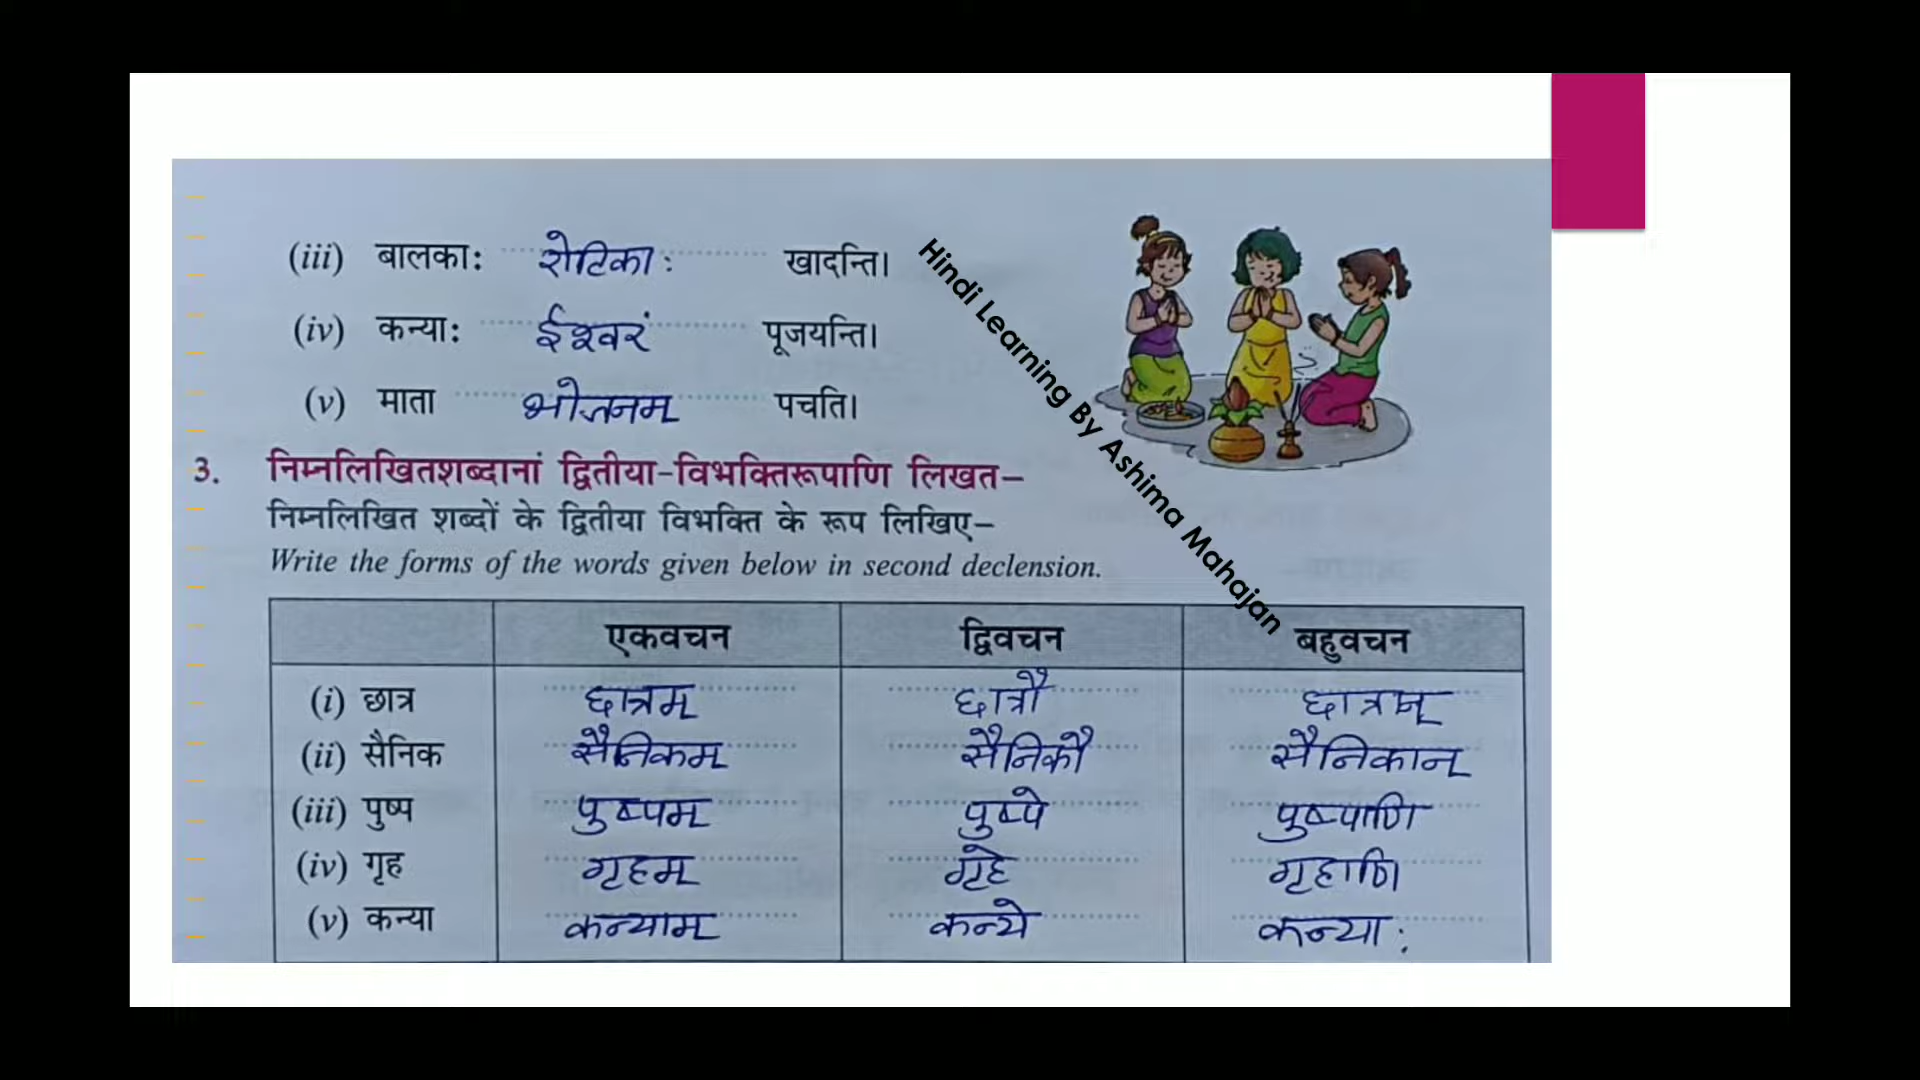 (iii) बालकाः रोटिकाः खादन्ति।
(iv) कन्याः ईश्वरं पूजयन्ति।
(v) माता भोजनम् पचति।
Hindi Learning By Ashima Mahajan
3. निम्नलिखितशब्दानां द्वितीया-विभक्तिरूपाणि लिखत–
निम्नलिखित शब्दों के द्वितीया विभक्ति के रूप लिखिए–
Write the forms of the words given below in second declension.
एकवचन द्विवचन बहुवचन
(i) छात्र छात्रम् छात्रौ
(ii) सैनिक सैनिकम् सैनिकौ सैनिकान्
(iii) पुष्प पुष्पम् पुष्पे पुष्पाणि
(iv) गृह गृहम् गृहे गृहाणि
(v) कन्या कन्याम् कन्ये कन्याः